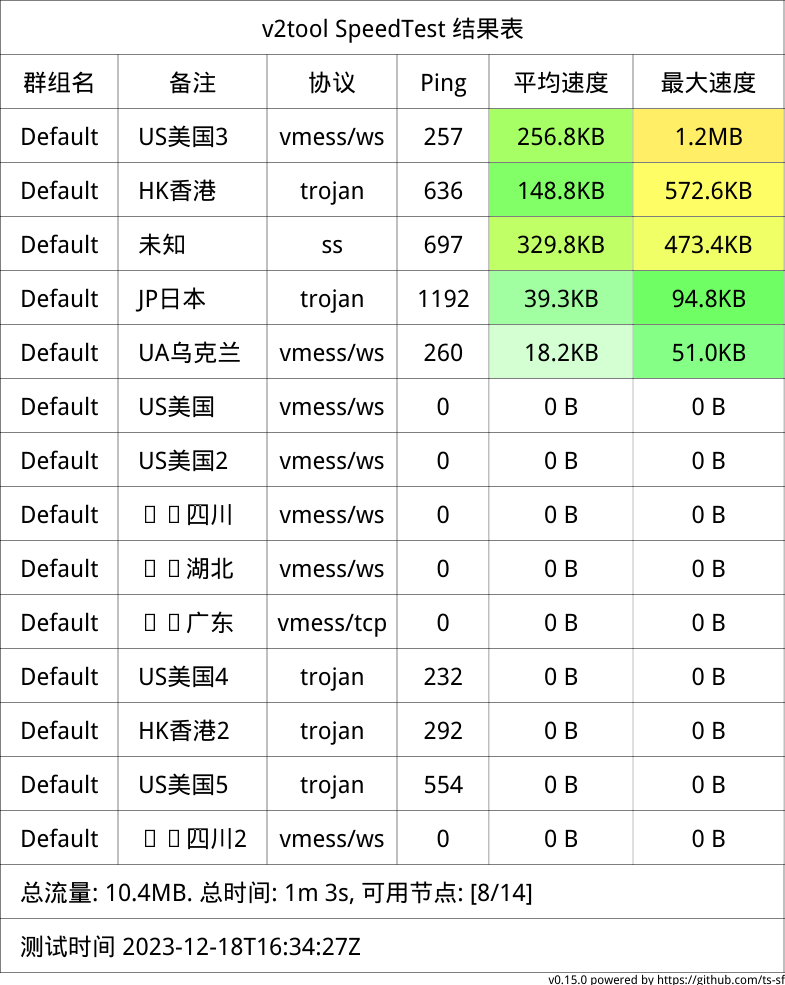 v2tool SpeedTest 结果表
群组名 备注 协议 Ping 平均速度 最大速度
Default US美国3 vmess/ws 257 256.8KB 1.2MB
Default HK香港 trojan 636 148.8KB 572.6KB
Default 未知 ss 697 329.8KB 473.4KB
Default JP日本 trojan 1192 39.3KB 94.8KB
Default UA乌克兰 vmess/ws 260 18.2KB 51.0KB
Default US美国 vmess/ws 0 0 B 0 B
Default US美国2 vmess/ws 0 0 B 0 B
Default 四川 vmess/ws 0 0 B 0 B
Default 湖北 vmess/ws 0 0 B 0 B
Default 广东 vmess/tcp 0 0 B 0 B
Default US美国4 trojan 232 0 B 0 B
Default HK香港2 trojan 292 0 B 0 B
Default US美国5 trojan 554 0 B 0 B
Default 四川2 vmess/ws 0 0 B 0 B
总流量: 10.4MB. 总时间: 1m 3s, 可用节点: [8/14]
测试时间 2023-12-18T16:34:27Z
v0.15.0 powered by https://github.com/ts-sf